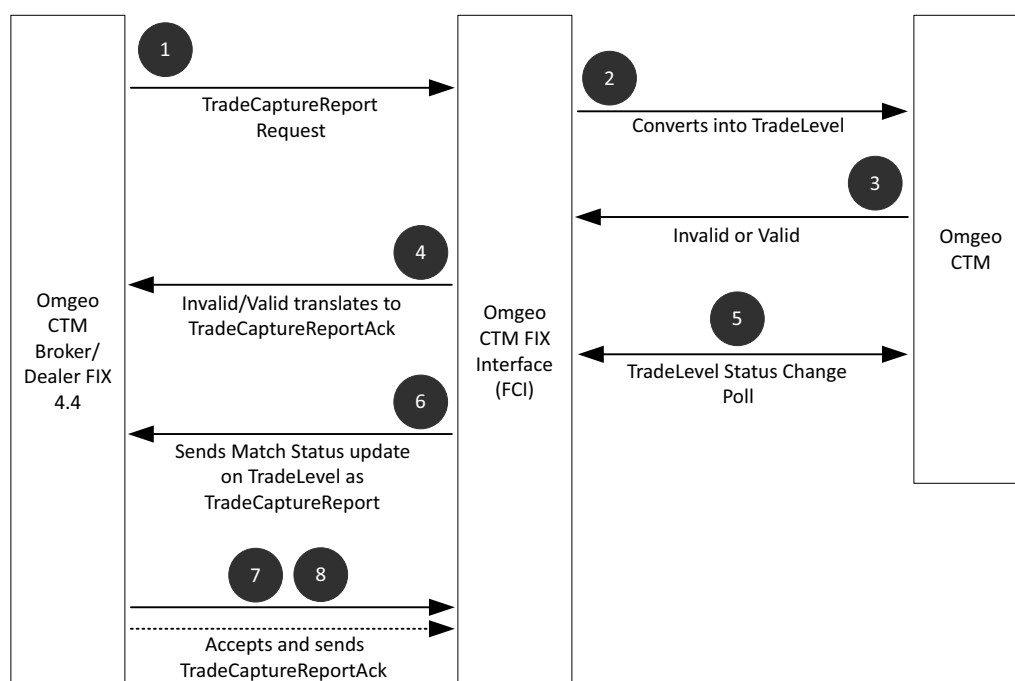 1
TradeCaptureReport
Request
2
Converts into TradeLevel
3
Invalid or Valid
4
Invalid/Valid translates to
TradeCaptureReportAck
5
TradeLevel Status Change
Poll
6
Sends Match Status update
on TradeLevel as
TradeCaptureReport
7 8
Accepts and sends
TradeCaptureReportAck
Omgeo
CTM
Broker/
Dealer FIX
4.4
Omgeo
CTM FIX
Interface
(FCI)
Omgeo
CTM